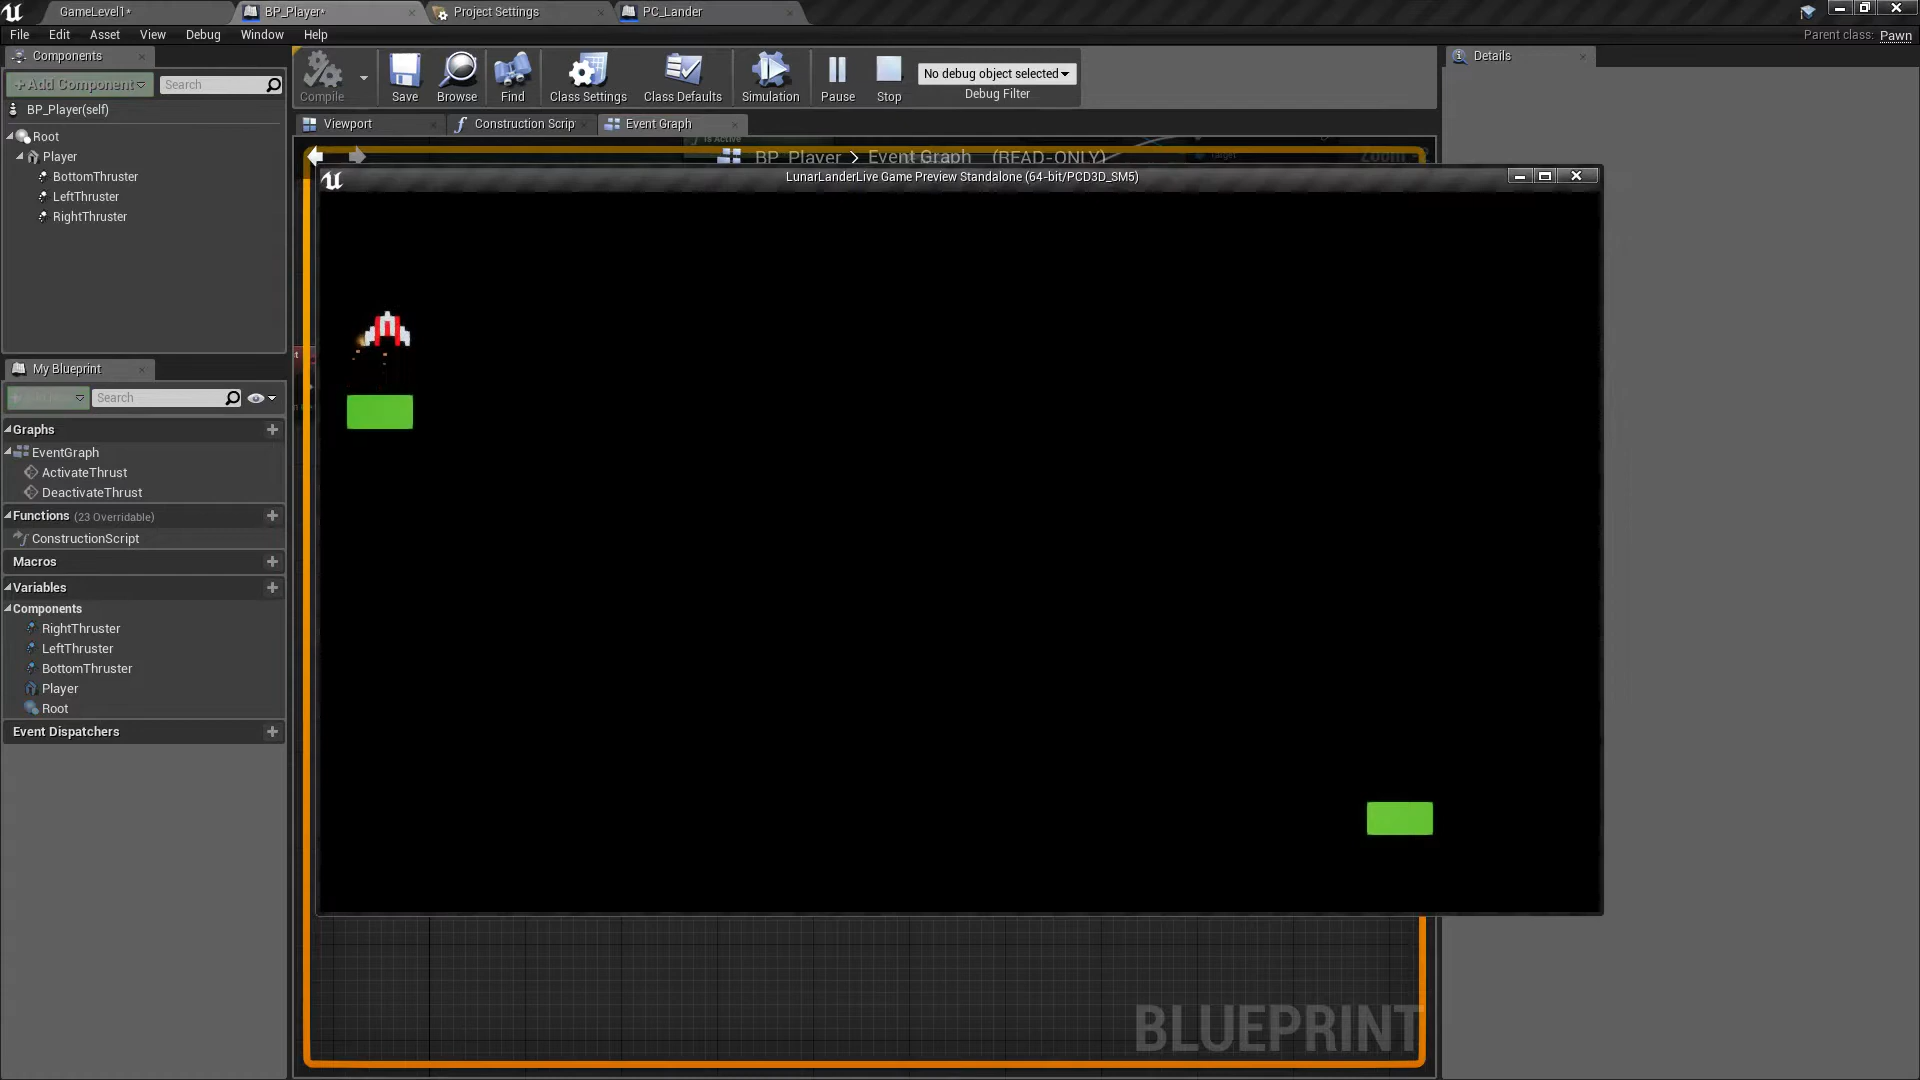 GameLevel1*
BP_Player*
Project Settings
PC_Lander
File Edit Asset View Debug Window Help
Parent class: Pawn
Components
+Add Component
Search
BP_Player(self)
Root
Player
BottomThruster
LeftThruster
RightThruster
Compile
Save
Browse
Find
Class Settings
Class Defaults
Simulation
Pause
Stop
No debug object selected
Debug Filter
Details
Viewport
Construction Scrip
Event Graph
Is Active
Target
BP_Player > Event Graph (READ-ONLY)
LunarLanderLive Game Preview Standalone (64-bit/PCD3D_SM5)
My Blueprint
Search
Graphs
EventGraph
ActivateThrust
DeactivateThrust
Functions (23 Overridable)
ConstructionScript
Macros
Variables
Components
RightThruster
LeftThruster
BottomThruster
Player
Root
Event Dispatchers
BLUEPRINT